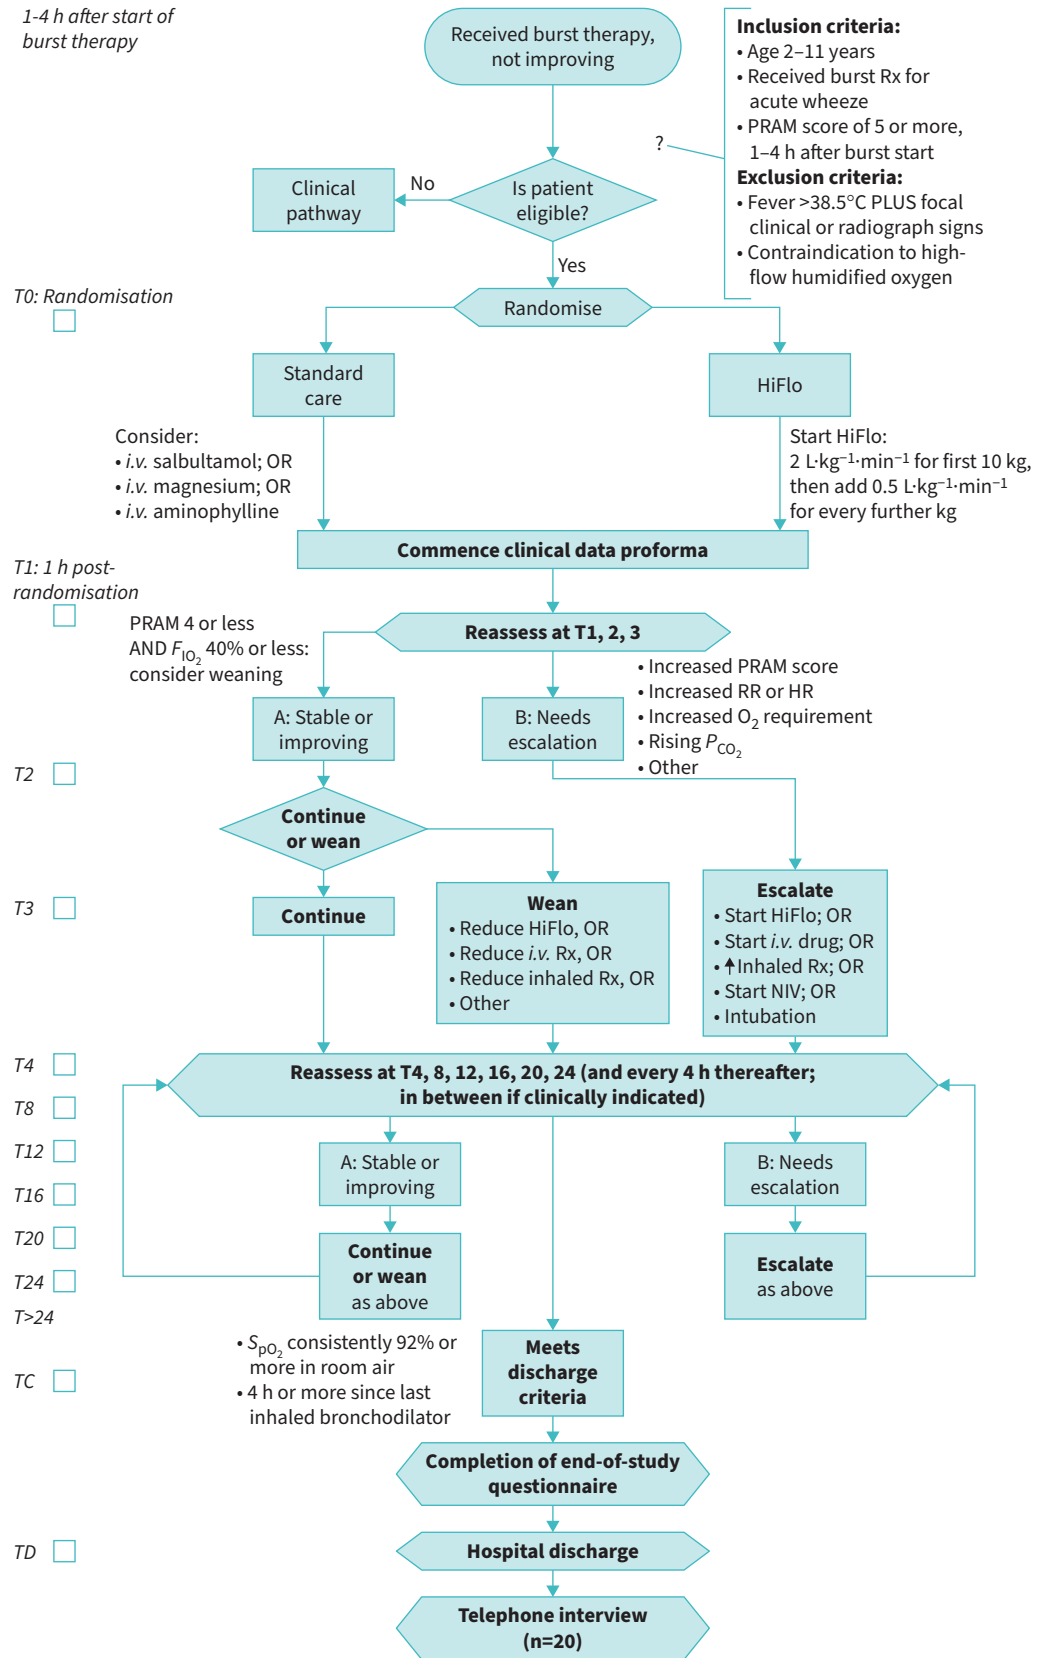 1-4 h after start of
burst therapy
Received burst therapy,
not improving
Inclusion criteria:
• Age 2–11 years
• Received burst Rx for
acute wheeze
• PRAM score of 5 or more,
1–4 h after burst start
Exclusion criteria:
• Fever >38.5°C PLUS focal
clinical or radiograph signs
• Contraindication to high-
flow humidified oxygen
?
Is patient
eligible?
No
Clinical
pathway
Yes
T0: Randomisation
Randomise
Standard
care
HiFlo
Consider:
• i.v. salbutamol; OR
• i.v. magnesium; OR
• i.v. aminophylline
Start HiFlo:
2 L·kg⁻¹·min⁻¹ for first 10 kg,
then add 0.5 L·kg⁻¹·min⁻¹
for every further kg
Commence clinical data proforma
T1: 1 h post-
randomisation
Reassess at T1, 2, 3
PRAM 4 or less
AND FIO2 40% or less:
consider weaning
A: Stable or
improving
B: Needs
escalation
• Increased PRAM score
• Increased RR or HR
• Increased O2 requirement
• Rising PCO2
• Other
T2
Continue
or wean
T3
Continue
Wean
• Reduce HiFlo, OR
• Reduce i.v. Rx, OR
• Reduce inhaled Rx, OR
• Other
Escalate
• Start HiFlo; OR
• Start i.v. drug; OR
• ↑Inhaled Rx; OR
• Start NIV; OR
• Intubation
T4
Reassess at T4, 8, 12, 16, 20, 24 (and every 4 h thereafter;
in between if clinically indicated)
T8
T12
A: Stable or
improving
B: Needs
escalation
T16
T20
Continue
or wean
as above
Escalate
as above
T24
T>24
• SpO2 consistently 92% or
more in room air
• 4 h or more since last
inhaled bronchodilator
Meets
discharge
criteria
TC
Completion of end-of-study
questionnaire
TD
Hospital discharge
Telephone interview
(n=20)